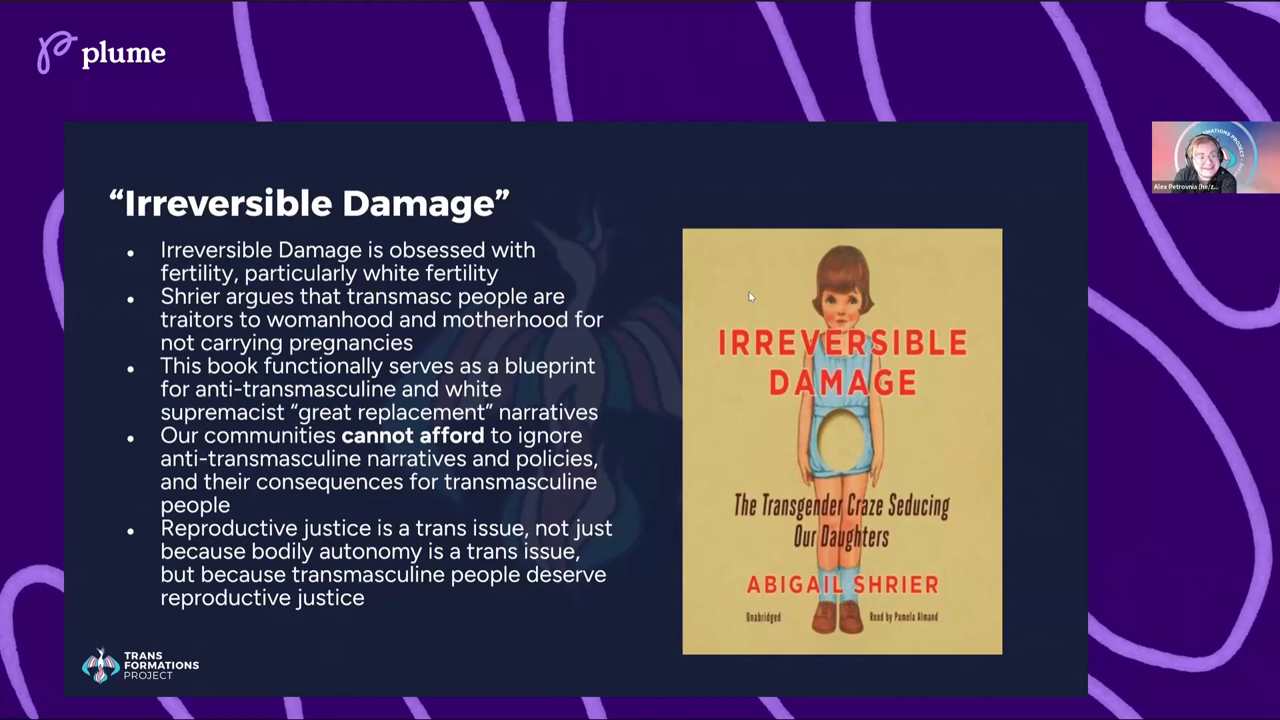 plume
"Irreversible Damage"
• Irreversible Damage is obsessed with
fertility, particularly white fertility
• Shrier argues that transmasc people are
traitors to womanhood and motherhood for
not carrying pregnancies
• This book functionally serves as a blueprint
for anti-transmasculine and white
supremacist "great replacement" narratives
• Our communities cannot afford to ignore
anti-transmasculine narratives and policies,
and their consequences for transmasculine
people
• Reproductive justice is a trans issue, not just
because bodily autonomy is a trans issue,
but because transmasculine people deserve
reproductive justice
TRANS
FORMATIONS
PROJECT
IRREVERSIBLE
DAMAGE
The Transgender Craze Seducing
Our Daughters
ABIGAIL SHRIER
Unabridged
Read by Pamela Almand
Alex Petrovnia (he/z...